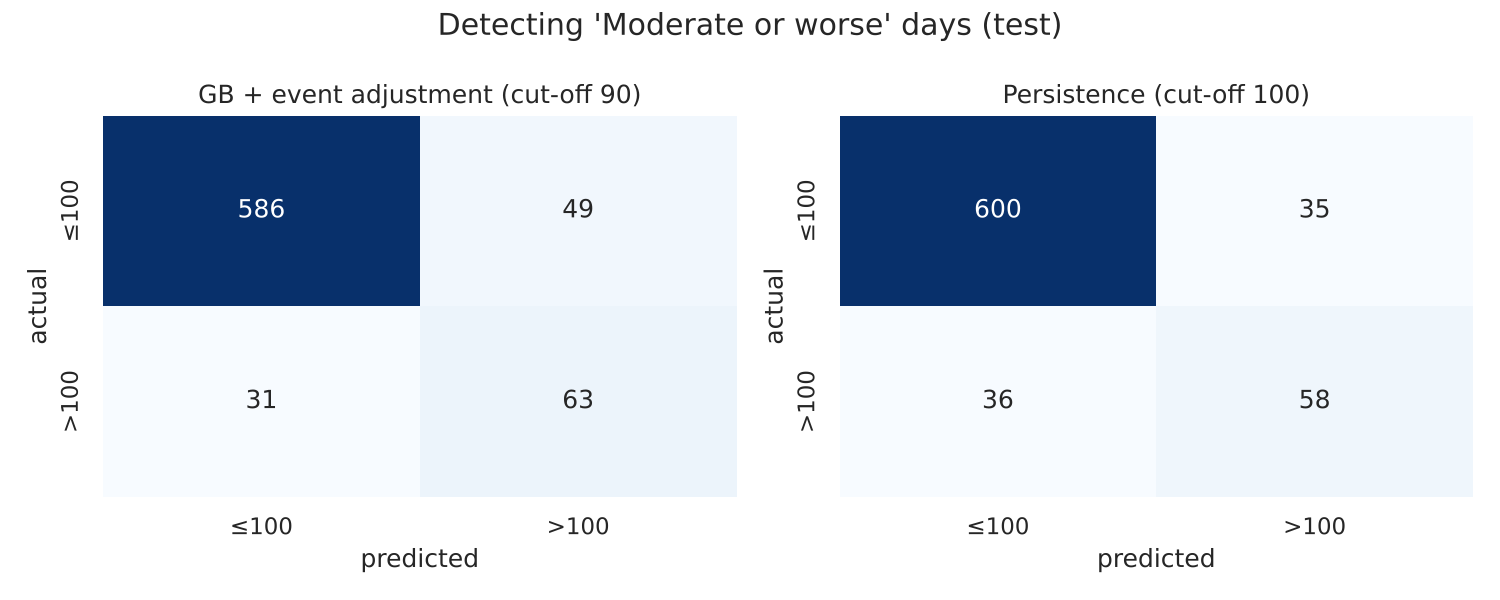 Detecting 'Moderate or worse' days (test)
GB + event adjustment (cut-off 90)
actual
≤100
586
49
>100
31
63
≤100
>100
predicted
Persistence (cut-off 100)
actual
≤100
600
35
>100
36
58
≤100
>100
predicted